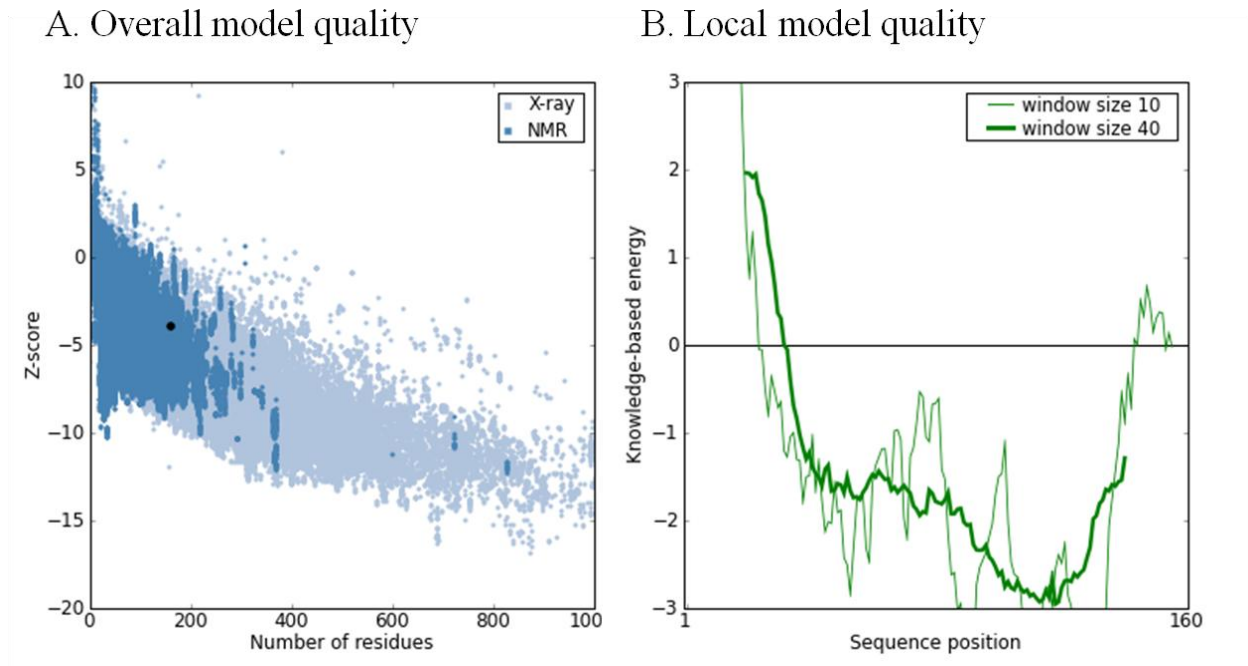 A. Overall model quality
B. Local model quality
10
5
0
−5
−10
−15
−20
Z-score
X-ray
NMR
0 200 400 600 800 100
Number of residues
3
2
1
0
−1
−2
−3
Knowledge-based energy
window size 10
window size 40
1 160
Sequence position